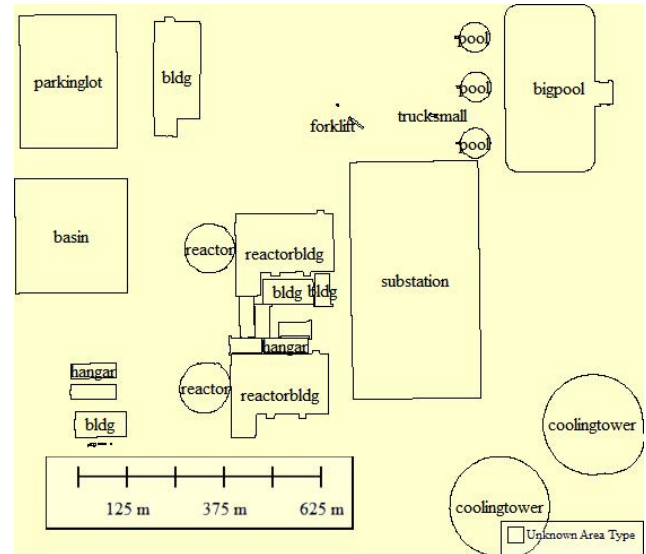 pool
parkinglot
bldg
pool
bigpool
forklift
trucksmall
pool
basin
reactor
reactorbldg
substation
bldg
bldg
hangar
hangar
reactor
reactorbldg
bldg
coolingtower
coolingtower
125 m
375 m
625 m
Unknown Area Type